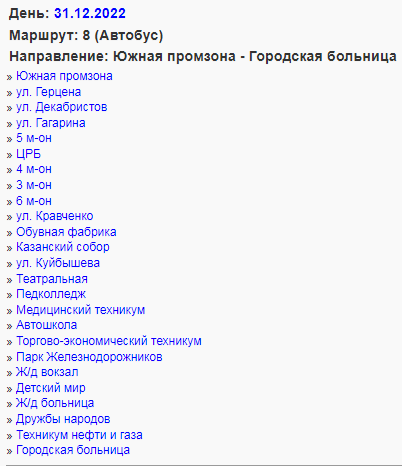 День: 31.12.2022
Маршрут: 8 (Автобус)
Направление: Южная промзона - Городская больница
» Южная промзона
» ул. Герцена
» ул. Декабристов
» ул. Гагарина
» 5 м-он
» ЦРБ
» 4 м-он
» 3 м-он
» 6 м-он
» ул. Кравченко
» Обувная фабрика
» Казанский собор
» ул. Куйбышева
» Театральная
» Педколледж
» Медицинский техникум
» Автошкола
» Торгово-экономический техникум
» Парк Железнодорожников
» Ж/д вокзал
» Детский мир
» Ж/д больница
» Дружбы народов
» Техникум нефти и газа
» Городская больница